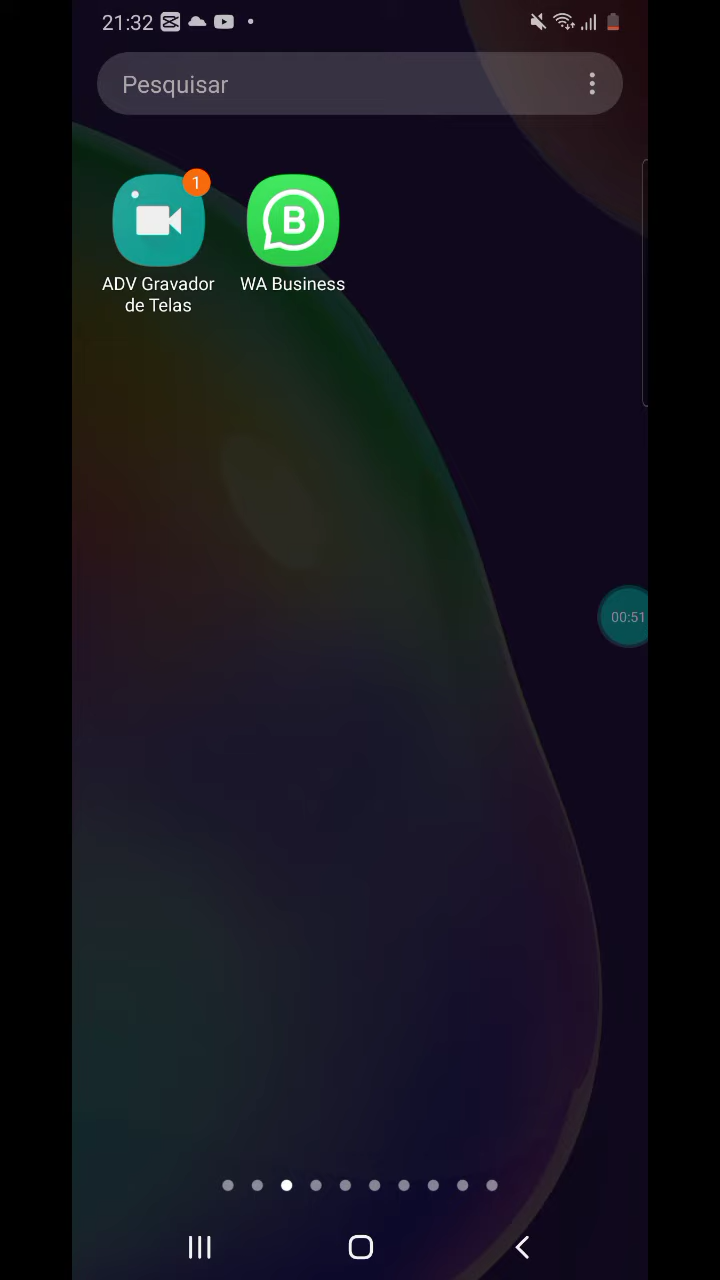 21:32
Pesquisar
1
B
ADV Gravador
de Telas
WA Business
00:51